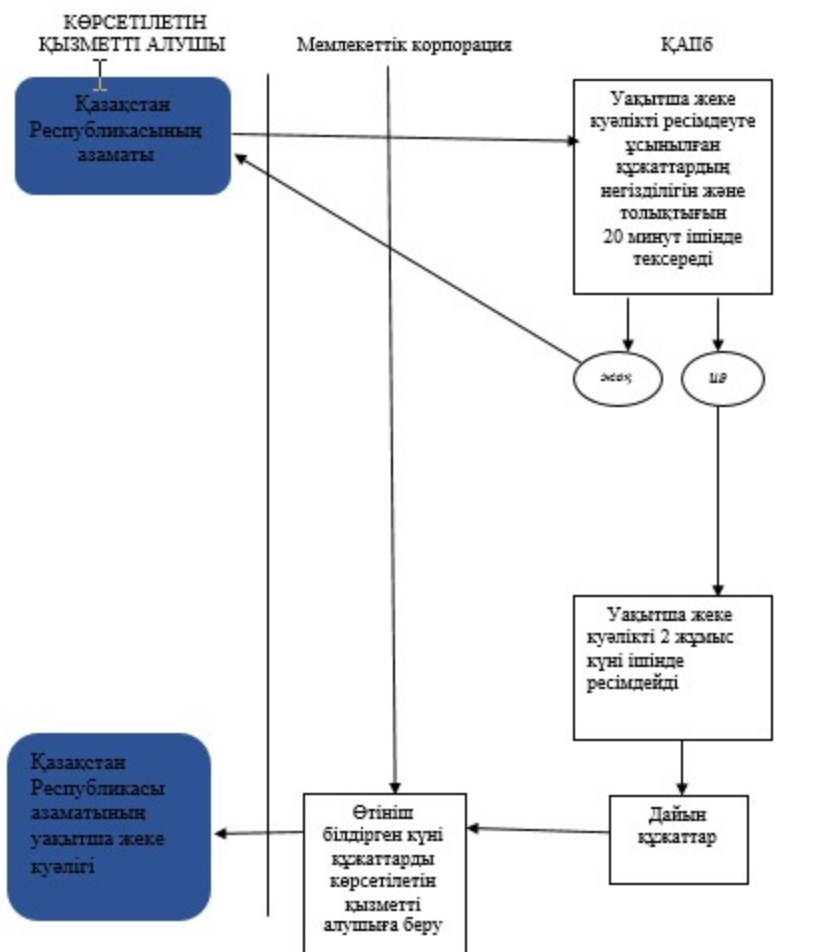 КӨРСЕТІЛЕТІН
ҚЫЗМЕТТІ АЛУШЫ
Мемлекеттік корпорация
ҚАІІб
Қазақстан
Республикасының
азаматы
Уақытша жеке
куәлікті ресімдеуге
ұсынылған
құжаттардың
негізділігін және
толықтығын
20 минут ішінде
тексереді
жоқ
иә
Уақытша жеке
куәлікті 2 жұмыс
күні ішінде
ресімдейді
Қазақстан
Республикасы
азаматының
уақытша жеке
куәлігі
Өтініш
білдірген күні
құжаттарды
көрсетілетін
қызметті
алушыға беру
Дайын
құжаттар